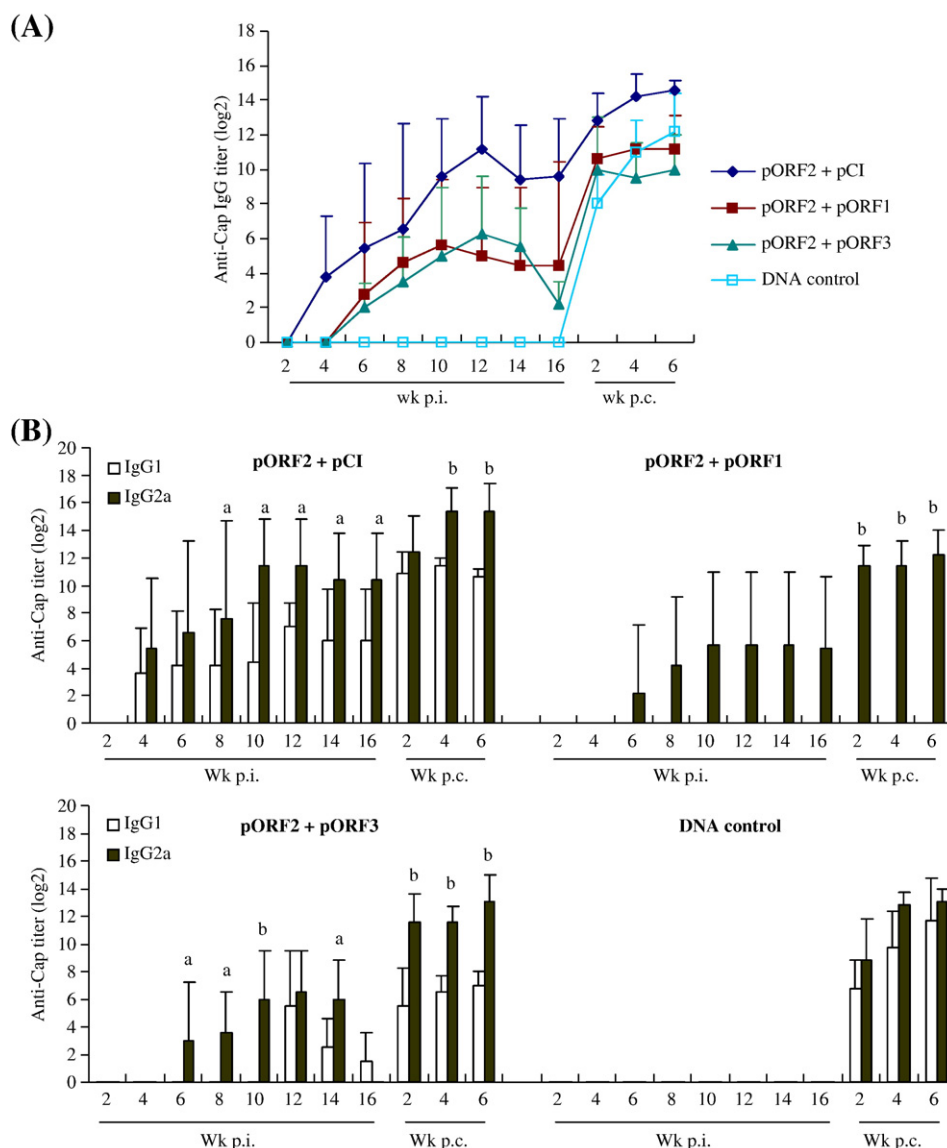 (A)
18
16
14
12
10
8
6
4
2
0
Anti-Cap IgG titer (log2)
2 4 6 8 10 12 14 16 2 4 6
wk p.i. wk p.c.
pORF2 + pCI
pORF2 + pORF1
pORF2 + pORF3
DNA control
(B)
20
18
16
14
12
10
8
6
4
2
0
Anti-Cap titer (log2)
pORF2 + pCI pORF2 + pORF1
IgG1
IgG2a
a a a a a b b b b b
2 4 6 8 10 12 14 16 2 4 6 2 4 6 8 10 12 14 16 2 4 6
Wk p.i. Wk p.c. Wk p.i. Wk p.c.
20
18
16
14
12
10
8
6
4
2
0
Anti-Cap titer (log2)
pORF2 + pORF3 DNA control
IgG1
IgG2a
a a b a b b b
2 4 6 8 10 12 14 16 2 4 6 2 4 6 8 10 12 14 16 2 4 6
Wk p.i. Wk p.c. Wk p.i. Wk p.c.